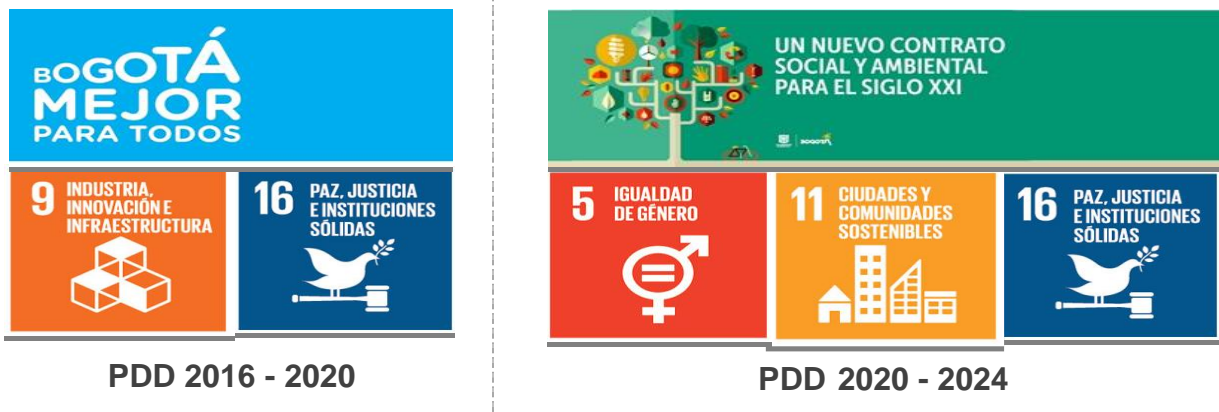 BOGOTÁ
MEJOR
PARA TODOS
9 INDUSTRIA,
INNOVACIÓN E
INFRAESTRUCTURA
16 PAZ, JUSTICIA
E INSTITUCIONES
SÓLIDAS
PDD 2016 - 2020
UN NUEVO CONTRATO
SOCIAL Y AMBIENTAL
PARA EL SIGLO XXI
BOGOTÁ
5 IGUALDAD
DE GÉNERO
11 CIUDADES Y
COMUNIDADES
SOSTENIBLES
16 PAZ, JUSTICIA
E INSTITUCIONES
SÓLIDAS
PDD 2020 - 2024